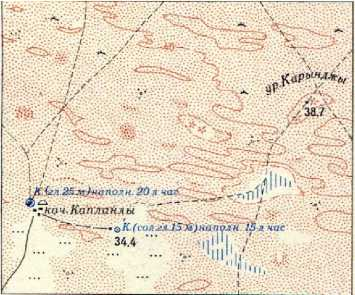 ур. Карынджы
38,7
К.(гл.25 м) наполн. 20 л час
коч. Капланлы
К.(сол.гл.15 м) наполн. 15 л час
34,4